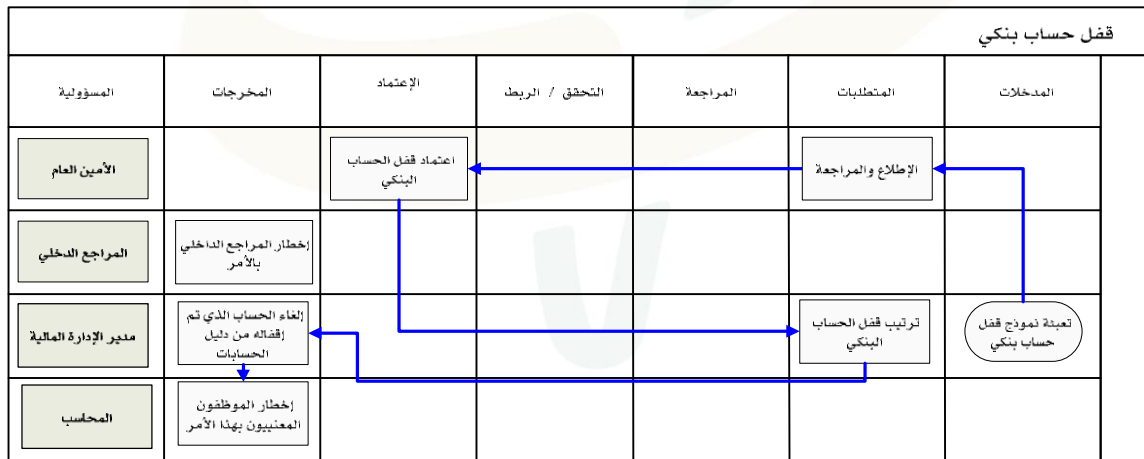 قفل حساب بنكي
المدخلات
المتطلبات
المراجعة
التحقق / الربط
الإعتماد
المخرجات
المسؤولية
الإطلاع والمراجعة
اعتماد قفل الحساب
البنكي
الأمين العام
إخطار المراجع الداخلي
بالأمر
المراجع الدخلي
تعبئة نموذج قفل
حساب بنكي
ترتيب قفل الحساب
البنكي
إلغاء الحساب الذي تم
إقفاله من دليل
الحسابات
مدير الإدارة المالية
إخطار الموظفون
المعنييون بهذا الأمر
المحاسب